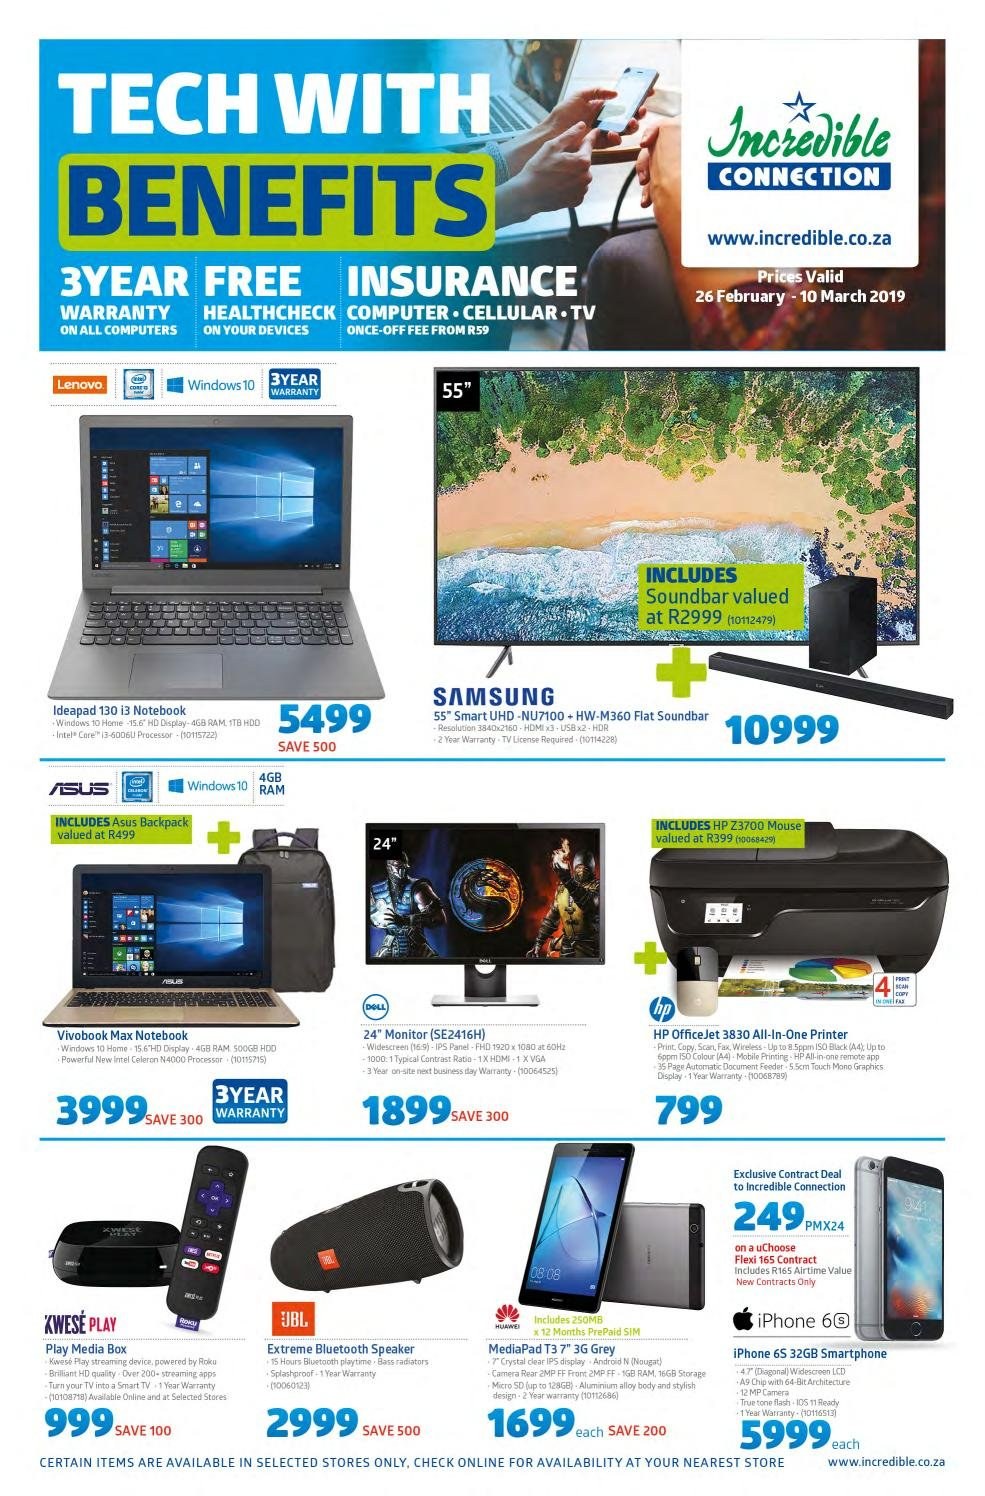 TECH WITH
BENEFITS
3YEAR
WARRANTY
ON ALL COMPUTERS
FREE
HEALTHCHECK
ON YOUR DEVICES
INSURANCE
COMPUTER • CELLULAR • TV
ONCE-OFF FEE FROM R59
Incredible
CONNECTION
www.incredible.co.za
Prices Valid
26 February - 10 March 2019
Lenovo
Windows 10
3YEAR
WARRANTY
Ideapad 130 i3 Notebook
· Windows 10 Home · 15.6" HD Display · 4GB RAM, 1TB HDD
· Intel® Core™ i3-6006U Processor · (10115722)
5499
SAVE 500
55"
INCLUDES
Soundbar valued
at R2999 (10112479)
SAMSUNG
55" Smart UHD -NU7100 + HW-M360 Flat Soundbar
· Resolution 3840x2160 · HDMI x3 · USB x2 · HDR
· 2 Year Warranty · TV License Required · (10114228)
10999
ASUS
Windows 10
4GB
RAM
INCLUDES Asus Backpack
valued at R499
ASUS
Vivobook Max Notebook
· Windows 10 Home · 15.6"HD Display · 4GB RAM. 500GB HDD
· Powerful New Intel Celeron N4000 Processor · (10115715)
3999
SAVE 300
3YEAR
WARRANTY
24"
DELL
DELL
24" Monitor (SE2416H)
· Widescreen (16:9) · IPS Panel · FHD 1920 x 1080 at 60Hz
· 1000: 1 Typical Contrast Ratio · 1 X HDMI · 1 X VGA
· 3 Year on-site next business day Warranty · (10064525)
1899
SAVE 300
INCLUDES HP Z3700 Mouse
valued at R399 (10068429)
4
IN ONE
PRINT
SCAN
COPY
FAX
hp
HP OfficeJet 3830 All-In-One Printer
· Print, Copy, Scan, Fax, Wireless · Up to 8.5ppm ISO Black (A4); Up to
6ppm ISO Colour (A4) · Mobile Printing · HP All-in-one remote app
· 35 Page Automatic Document Feeder · 5.5cm Touch Mono Graphics
Display · 1 Year Warranty · (10068789)
799
KWESÉ
PLAY
OK
Roku
KWESÉ PLAY
Play Media Box
· Kwesé Play streaming device, powered by Roku
· Brilliant HD quality · Over 200+ streaming apps
· Turn your TV into a Smart TV · 1 Year Warranty
· (10108718) Available Online and at Selected Stores
999
SAVE 100
JBL
JBL
Extreme Bluetooth Speaker
· 15 Hours Bluetooth playtime · Bass radiators
· Splashproof · 1 Year Warranty
· (10060123)
2999
SAVE 500
08:08
HUAWEI
Includes 250MB
x 12 Months PrePaid SIM
MediaPad T3 7" 3G Grey
· 7" Crystal clear IPS display · Android N (Nougat)
· Camera Rear 2MP FF Front 2MP FF · 1GB RAM, 16GB Storage
· Micro SD (up to 128GB) · Aluminium alloy body and stylish
design · 2 Year warranty (10112686)
1699
each
SAVE 200
Exclusive Contract Deal
to Incredible Connection
249
PMX24
on a uChoose
Flexi 165 Contract
Includes R165 Airtime Value
New Contracts Only
iPhone 6S
iPhone 6S 32GB Smartphone
· 4.7" (Diagonal) Widescreen LCD
· A9 Chip with 64-Bit Architecture
· 12 MP Camera
· True tone flash · IOS 11 Ready
· 1 Year Warranty · (10116513)
5999
each
CERTAIN ITEMS ARE AVAILABLE IN SELECTED STORES ONLY, CHECK ONLINE FOR AVAILABILITY AT YOUR NEAREST STORE
www.incredible.co.za